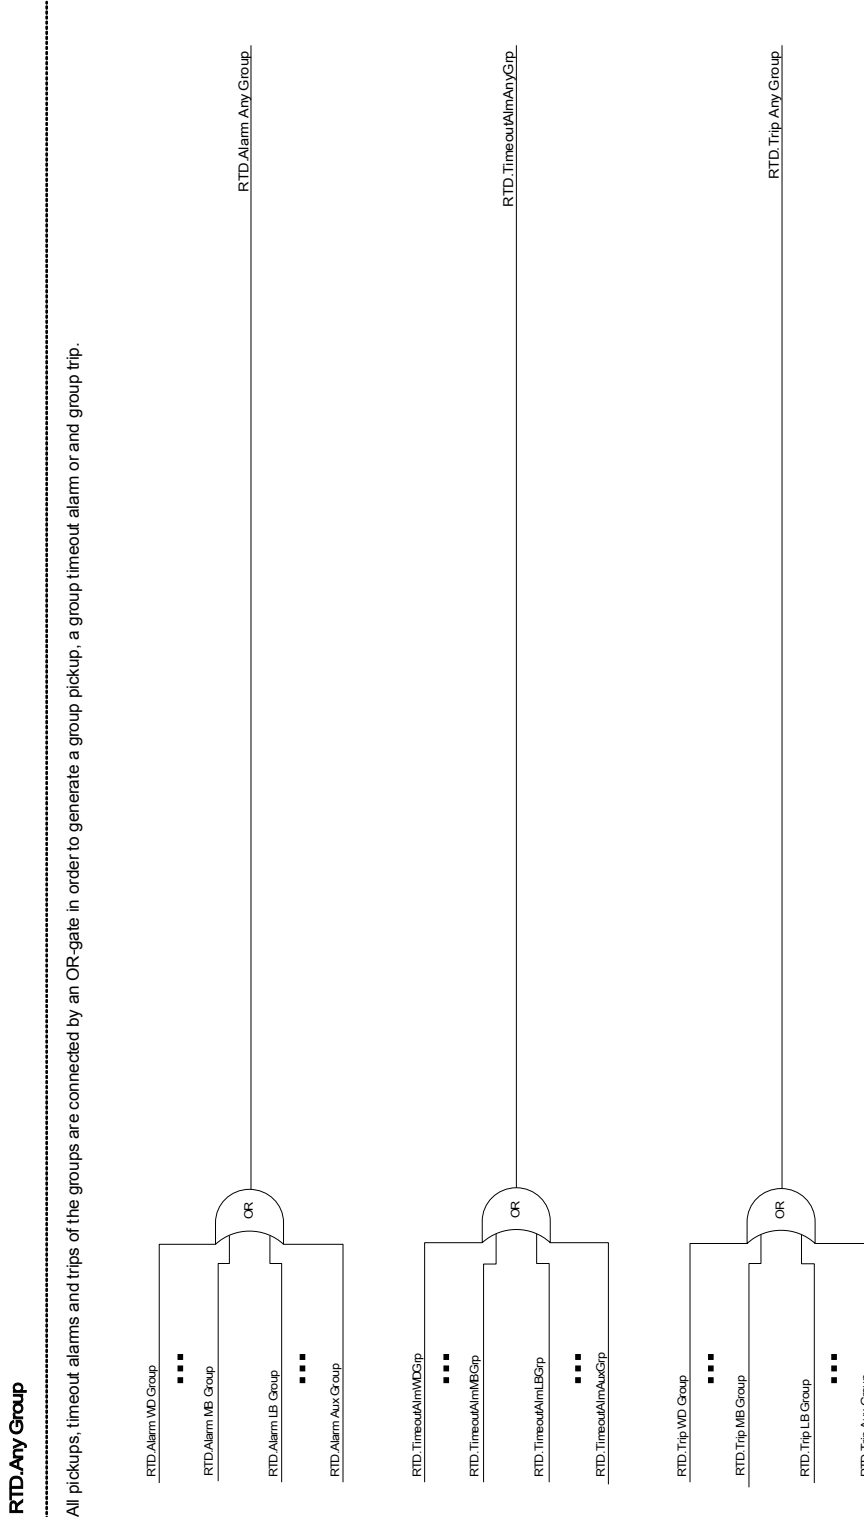 RTD.Any Group
All pickups, timeout alarms and trips of the groups are connected by an OR-gate in order to generate a group pickup, a group timeout alarm or and group trip.
RTD.Alarm WD Group
RTD.Alarm MB Group
RTD.Alarm LB Group
RTD.Alarm Aux Group
OR
RTD.Alarm Any Group
RTD.TimeoutAlmWDGrp
RTD.TimeoutAlmMBGrp
RTD.TimeoutAlmLBGrp
RTD.TimeoutAlmAuxGrp
OR
RTD.TimeoutAlmAnyGrp
RTD.Trip WD Group
RTD.Trip MB Group
RTD.Trip LB Group
OR
RTD.Trip Any Group